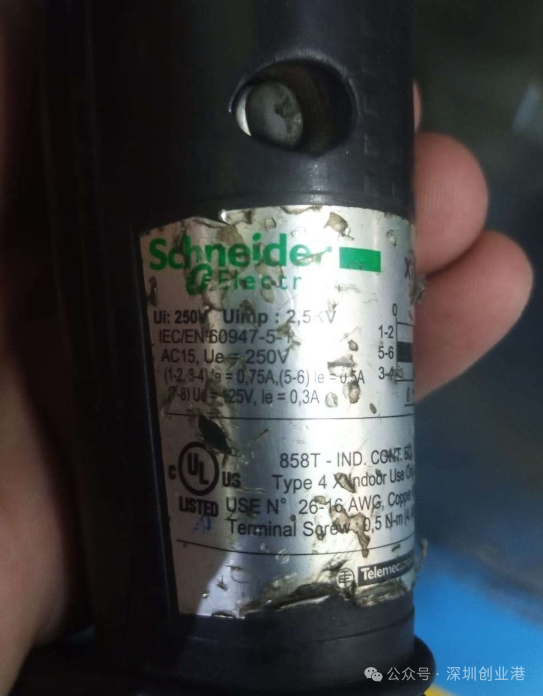 Schneider
Electr
X
Ui: 250V Uimp : 2,5KV
IEC/EN 60947-5-1
AC15, Ue = 250V
(1-2, 3-4) Ie = 0,75A,(5-6) Ie = 0,5A
(7-8) Ue = 125V, Ie = 0,3A
0
1-2
5-6
3-4
C UL US
LISTED
858T - IND. CONT. EQ
Type 4 X Indoor Use Only
USE N° 26-16 AWG, Copper
Terminal Screw : 0,5 N-m (4,
Telemecan
公众号 · 深圳创业港